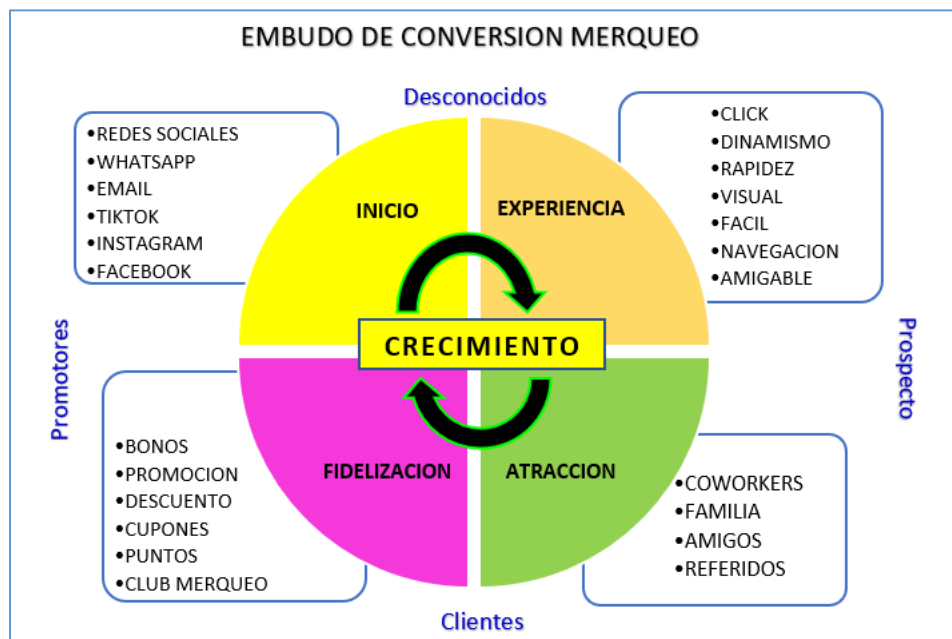 EMBUDO DE CONVERSION MERQUEO
Desconocidos
•REDES SOCIALES
•WHATSAPP
•EMAIL
•TIKTOK
•INSTAGRAM
•FACEBOOK
INICIO
EXPERIENCIA
•CLICK
•DINAMISMO
•RAPIDEZ
•VISUAL
•FACIL
•NAVEGACION
•AMIGABLE
Promotores
CRECIMIENTO
Prospecto
•BONOS
•PROMOCION
•DESCUENTO
•CUPONES
•PUNTOS
•CLUB MERQUEO
FIDELIZACION
ATRACCION
•COWORKERS
•FAMILIA
•AMIGOS
•REFERIDOS
Clientes